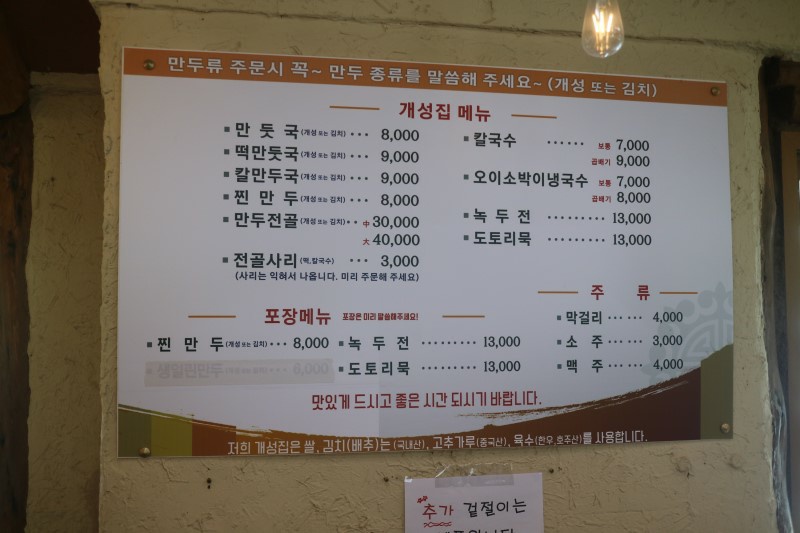 만두류 주문시 꼭~ 만두 종류를 말씀해 주세요~ (개성 또는 김치)
개성집 메뉴
만 둣 국 (개성 또는 김치) ··· 8,000
떡만둣국 (개성 또는 김치) ··· 9,000
칼만두국 (개성 또는 김치) ··· 9,000
찐 만 두 (개성 또는 김치) ··· 8,000
만두전골 (개성 또는 김치) ·· 中 30,000
大 40,000
전골사리 (떡,칼국수) ··· 3,000
(사리는 익혀서 나옵니다. 미리 주문해 주세요)
칼국수 ······ 보통 7,000
곱배기 9,000
오이소박이냉국수 보통 7,000
곱배기 8,000
녹 두 전 ········· 13,000
도토리묵 ········· 13,000
주 류
막걸리 ······ 4,000
소 주 ······ 3,000
맥 주 ······ 4,000
포장메뉴 포장은 미리 말씀해주세요!
찐 만 두 (개성 또는 김치) ··· 8,000
생얼린만두 8,000
녹 두 전 ··········· 13,000
도토리묵 ··········· 13,000
맛있게 드시고 좋은 시간 되시기 바랍니다.
저희 개성집은 쌀, 김치(배추)는 (국내산), 고추가루(중국산), 육수(한우,호주산)를 사용합니다.
추가 겉절이는